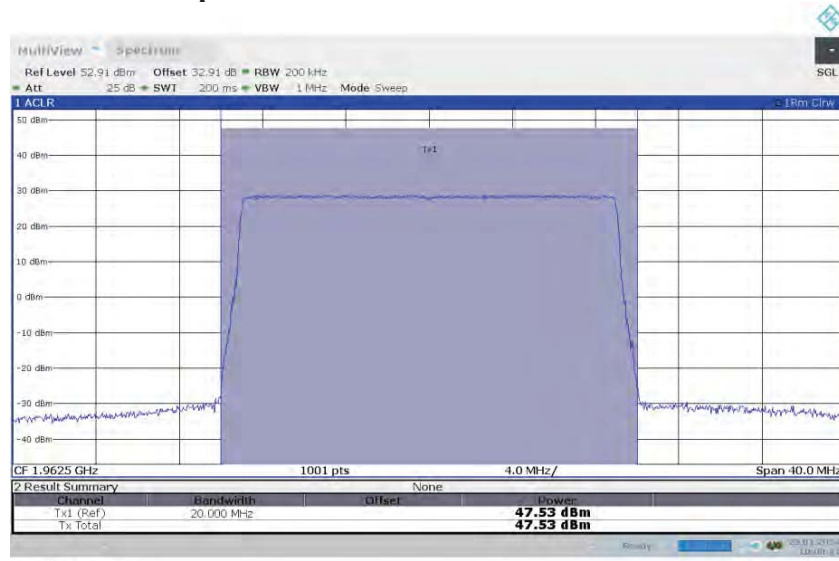 MultiView Spectrum
Ref Level 52.91 dBm Offset 32.91 dB RBW 200 kHz
SGL
Att 25 dB SWT 200 ms VBW 1 MHz Mode Sweep
1 ACLR 1Rm Clrw
50 dBm
Tx1
40 dBm
30 dBm
20 dBm
10 dBm
0 dBm
-10 dBm
-20 dBm
-30 dBm
-40 dBm
CF 1.9625 GHz 1001 pts 4.0 MHz/ Span 40.0 MHz
2 Result Summary None
Channel Bandwidth Offset Power
Tx1 (Ref) 20.000 MHz 47.53 dBm
Tx Total 47.53 dBm
Ready